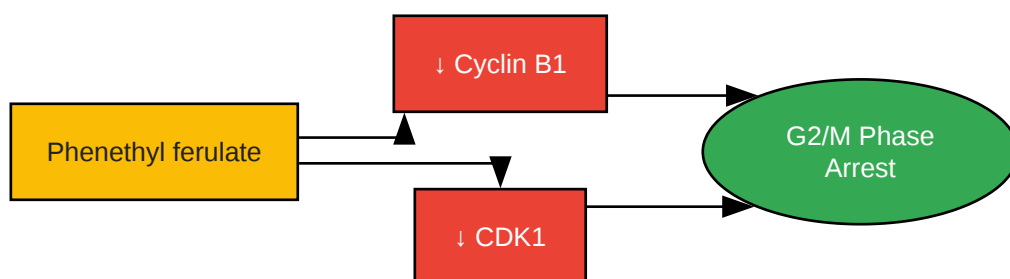 ↓ Cyclin B1
Phenethyl ferulate
G2/M Phase
Arrest
↓ CDK1